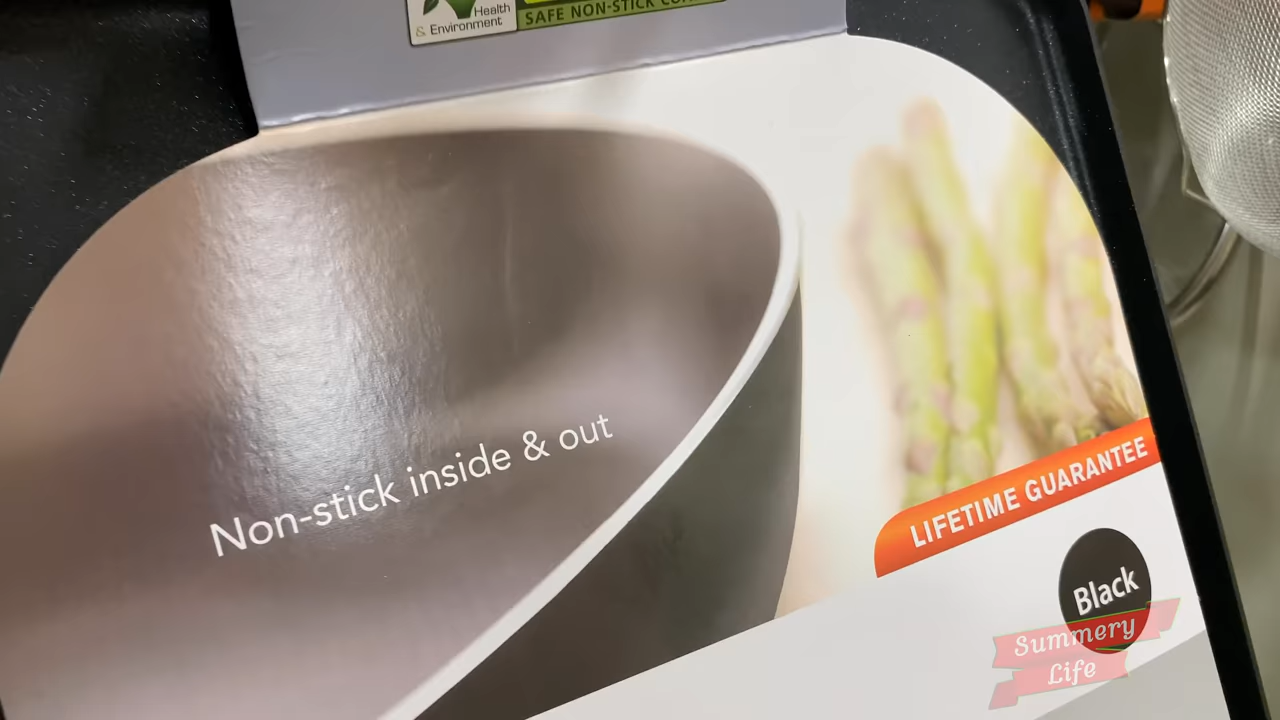 Health
& Environment
SAFE NON-STICK
Non-stick inside & out
LIFETIME GUARANTEE
Black
Summery
Life